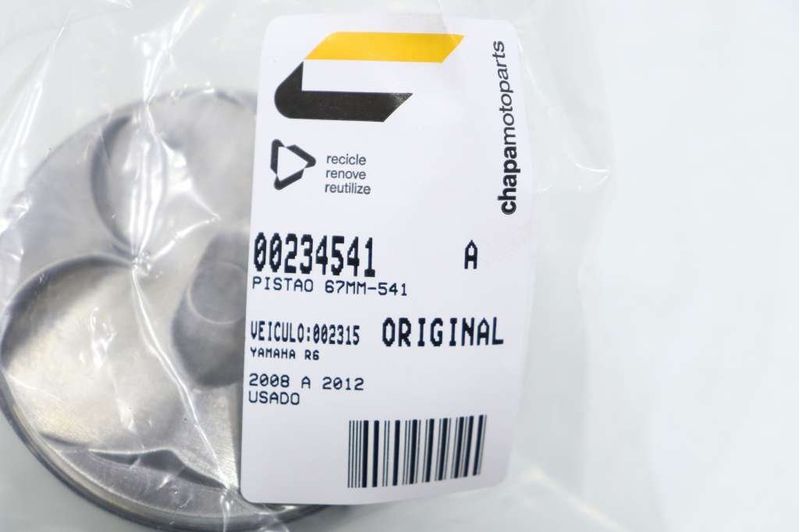 chapamotoparts
recicle
renove
reutilize
00234541 A
PISTAO 67MM-541
VEICULO:002315 ORIGINAL
YAMAHA R6
2008 A 2012
USADO